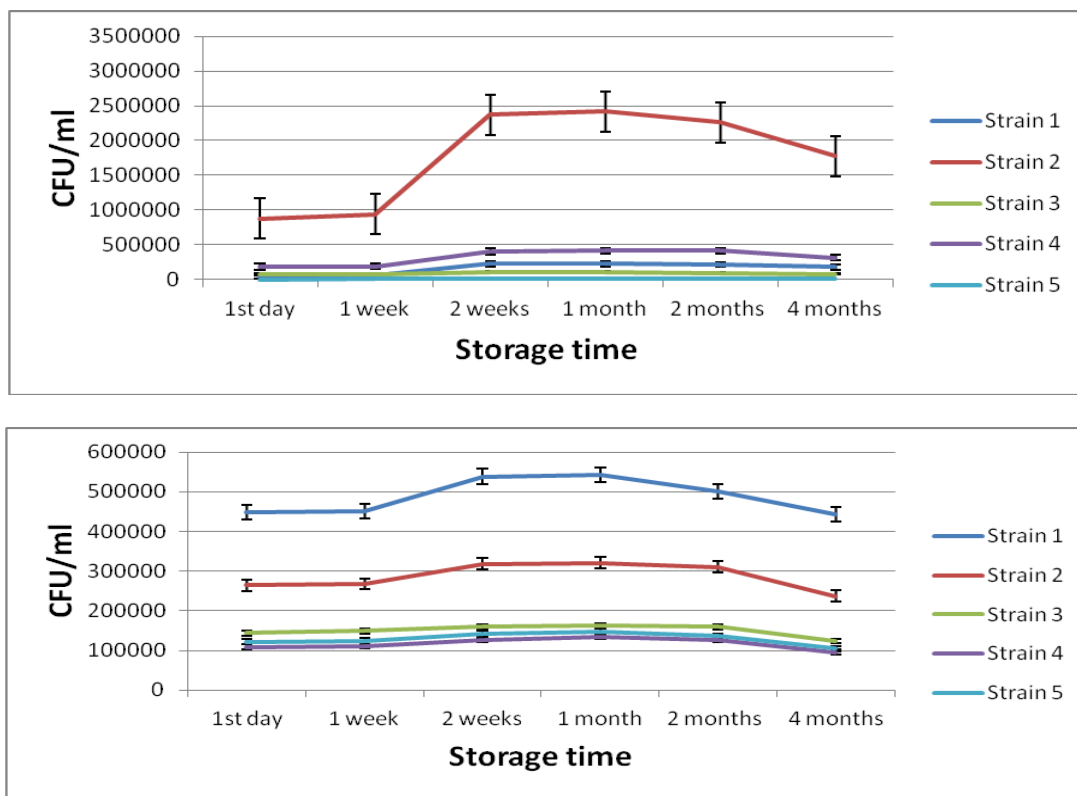 3500000
3000000
2500000
2000000
1500000
1000000
500000
0
CFU/ml
1st day 1 week 2 weeks 1 month 2 months 4 months
Storage time
Strain 1
Strain 2
Strain 3
Strain 4
Strain 5
600000
500000
400000
300000
200000
100000
0
CFU/ml
1st day 1 week 2 weeks 1 month 2 months 4 months
Storage time
Strain 1
Strain 2
Strain 3
Strain 4
Strain 5